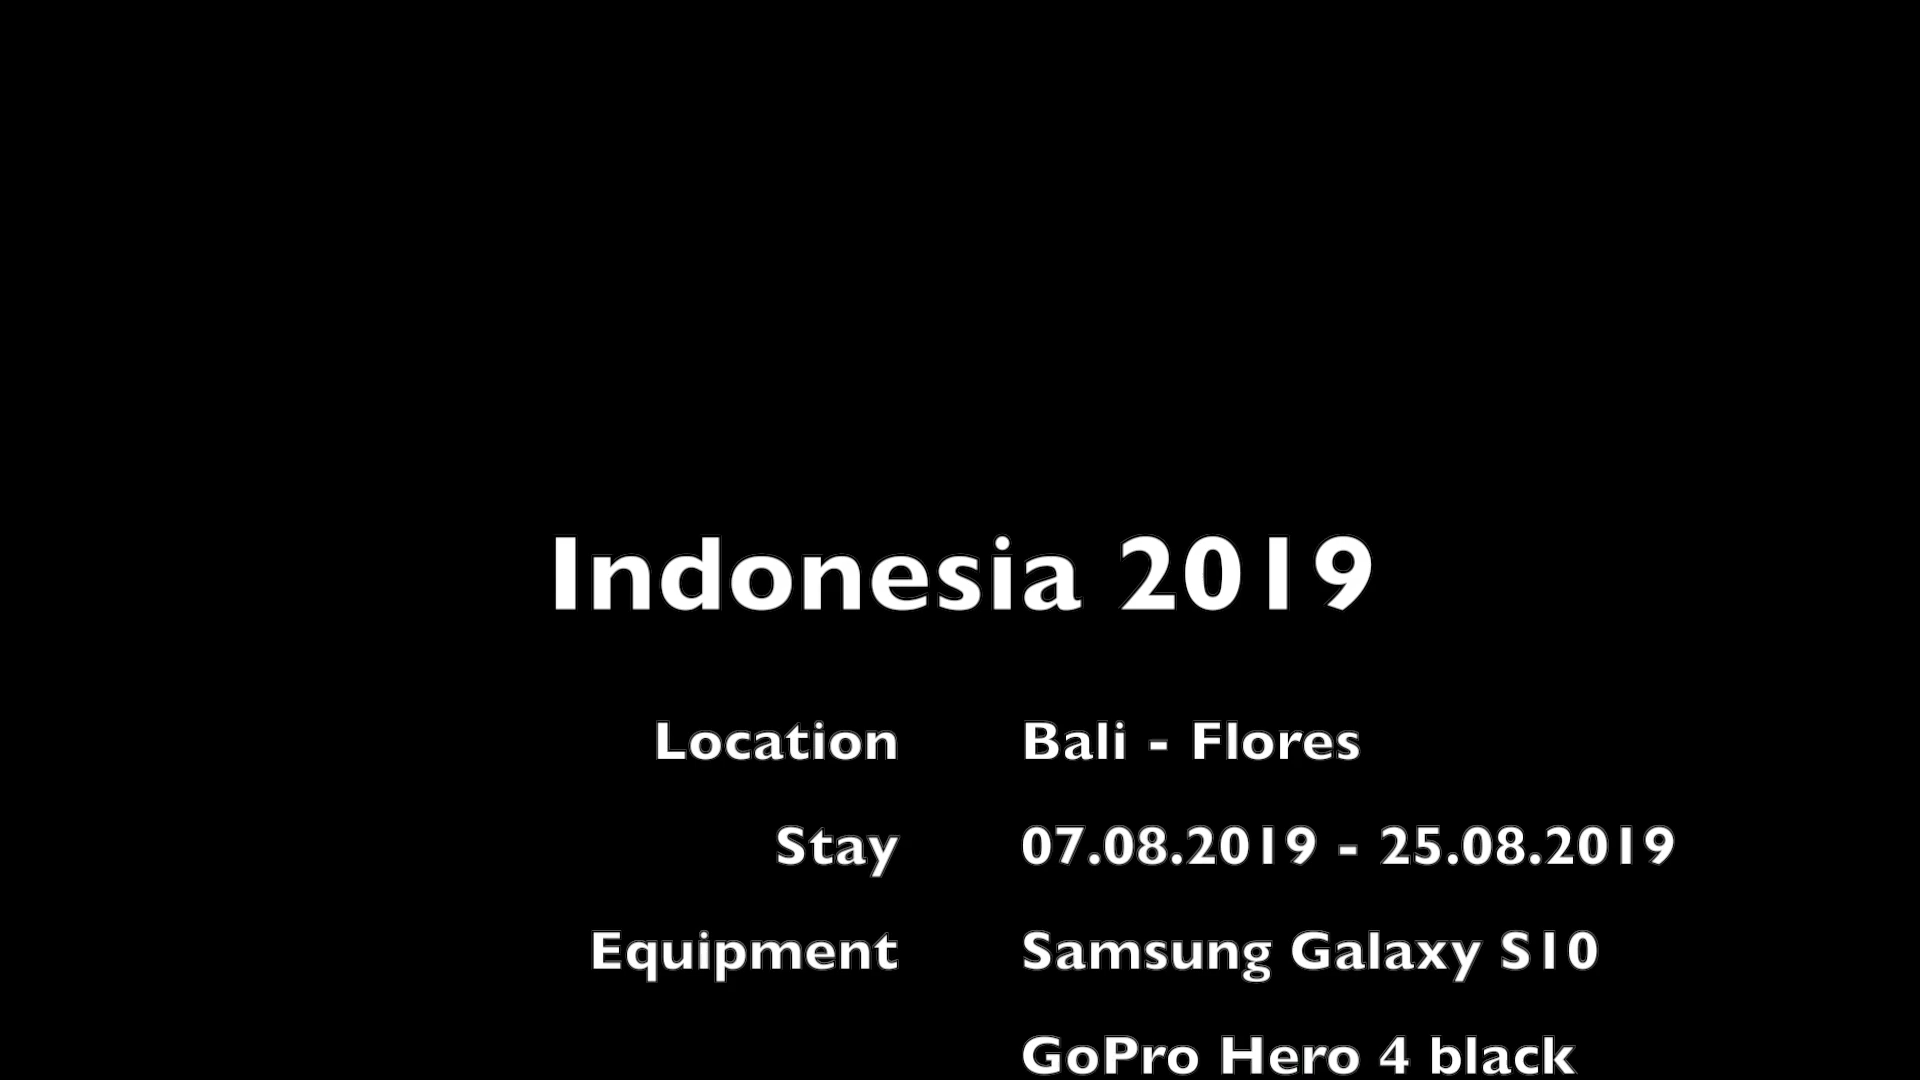 Indonesia 2019
Location Bali - Flores
Stay 07.08.2019 - 25.08.2019
Equipment Samsung Galaxy S10
GoPro Hero 4 black